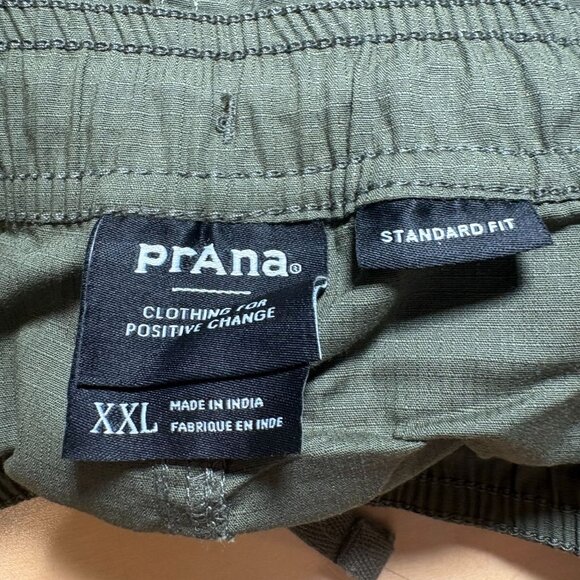 prAna®
CLOTHING FOR
POSITIVE CHANGE
STANDARD FIT
XXL
MADE IN INDIA
FABRIQUE EN INDE